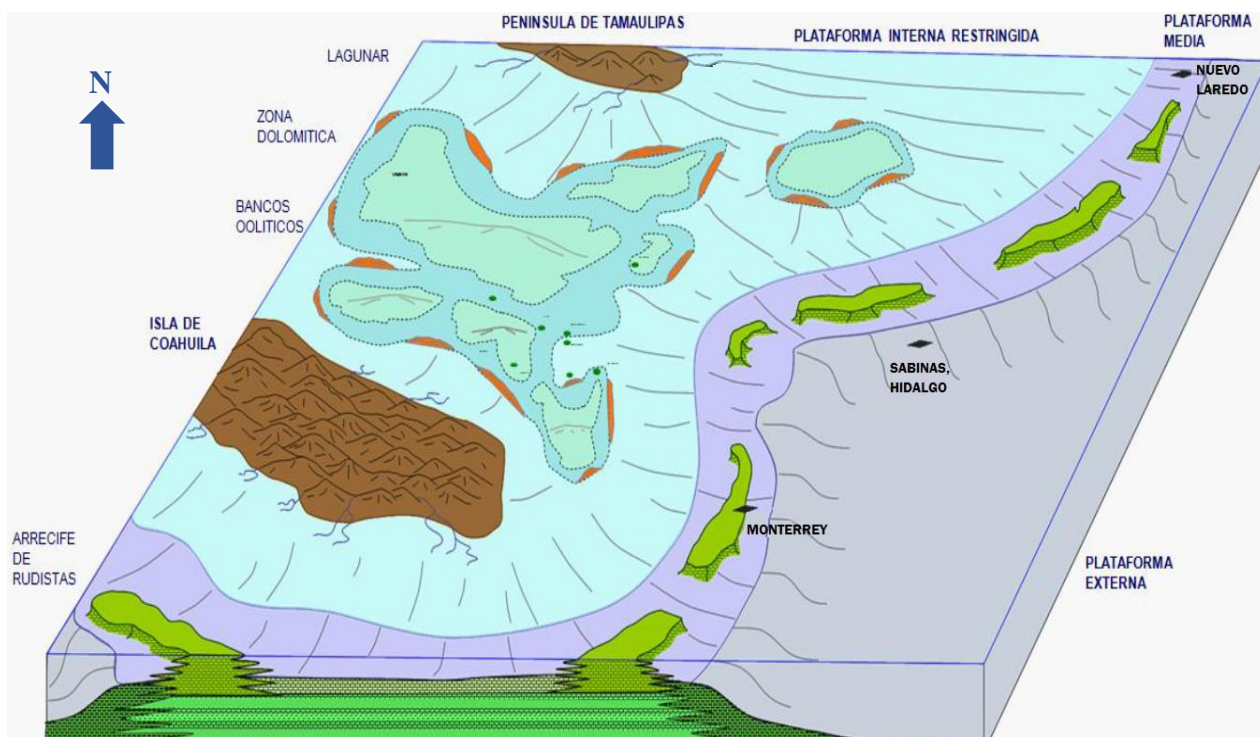 PENINSULA DE TAMAULIPAS
PLATAFORMA INTERNA RESTRINGIDA
PLATAFORMA
MEDIA
LAGUNAR
N
NUEVO
LAREDO
ZONA
DOLOMITICA
BANCOS
OOLITICOS
ISLA DE
COAHUILA
SABINAS,
HIDALGO
MONTERREY
ARRECIFE
DE
RUDISTAS
PLATAFORMA
EXTERNA